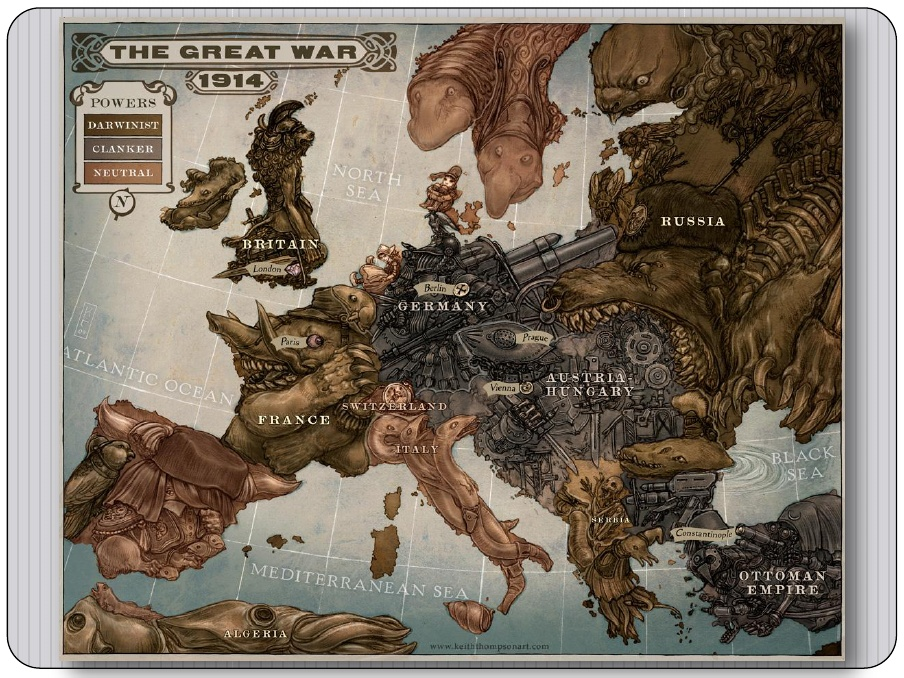 THE GREAT WAR
1914
POWERS
DARWINIST
CLANKER
NEUTRAL
N
NORTH
SEA
RUSSIA
BRITAIN
London
Berlin
GERMANY
Paris
Prague
ATLANTIC OCEAN
Vienna
AUSTRIA-
HUNGARY
SWITZERLAND
FRANCE
ITALY
BLACK
SEA
SERBIA
Constantinople
MEDITERRANEAN SEA
OTTOMAN
EMPIRE
ALGERIA
www.keiththompsonart.com